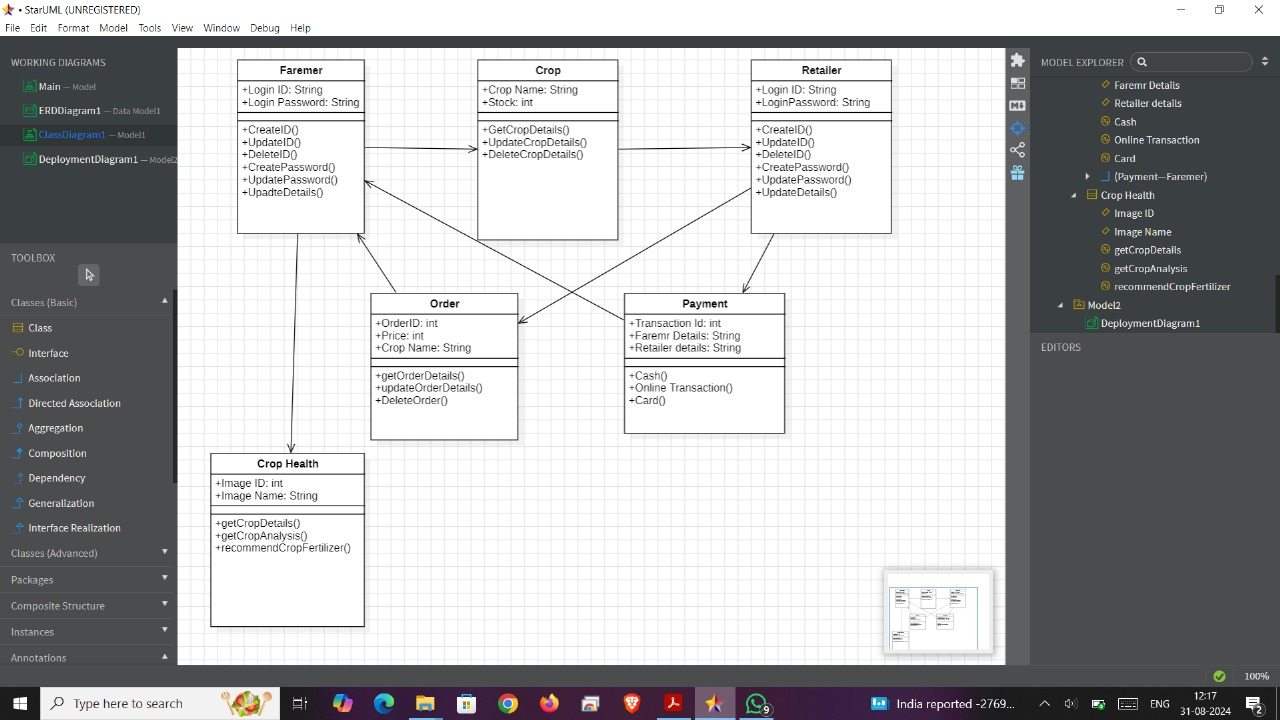 • StarUML (UNREGISTERED)
File Edit Format Model Tools View Window Debug Help
WORKING DIAGRAMS
Main — Model
ERDDiagram1 — Data Model1
ClassDiagram1 — Model1
DeploymentDiagram1 — Model2
TOOLBOX
Classes (Basic)
Class
Interface
Association
Directed Association
Aggregation
Composition
Dependency
Generalization
Interface Realization
Classes (Advanced)
Packages
Composite Structure
Instances
Annotations
Faremer
+Login ID: String
+Login Password: String
+CreateID()
+UpdateID()
+DeleteID()
+CreatePassword()
+UpdatePassword()
+UpadteDetails()
Crop
+Crop Name: String
+Stock: int
+GetCropDetails()
+UpdateCropDetails()
+DeleteCropDetails()
Retailer
+Login ID: String
+LoginPassword: String
+CreateID()
+UpdateID()
+DeleteID()
+CreatePassword()
+UpdatePassword()
+UpdateDetails()
Order
+OrderID: int
+Price: int
+Crop Name: String
+getOrderDetails()
+updateOrderDetails()
+DeleteOrder()
Payment
+Transaction Id: int
+Faremr Details: String
+Retailer details: String
+Cash()
+Online Transaction()
+Card()
Crop Health
+Image ID: int
+Image Name: String
+getCropDetails()
+getCropAnalysis()
+recommendCropFertilizer()
MODEL EXPLORER
Faremr Details
Retailer details
Cash
Online Transaction
Card
(Payment—Faremer)
Crop Health
Image ID
Image Name
getCropDetails
getCropAnalysis
recommendCropFertilizer
Model2
DeploymentDiagram1
EDITORS
100%
Type here to search
9
India reported -2769...
ENG
12:17
31-08-2024
2